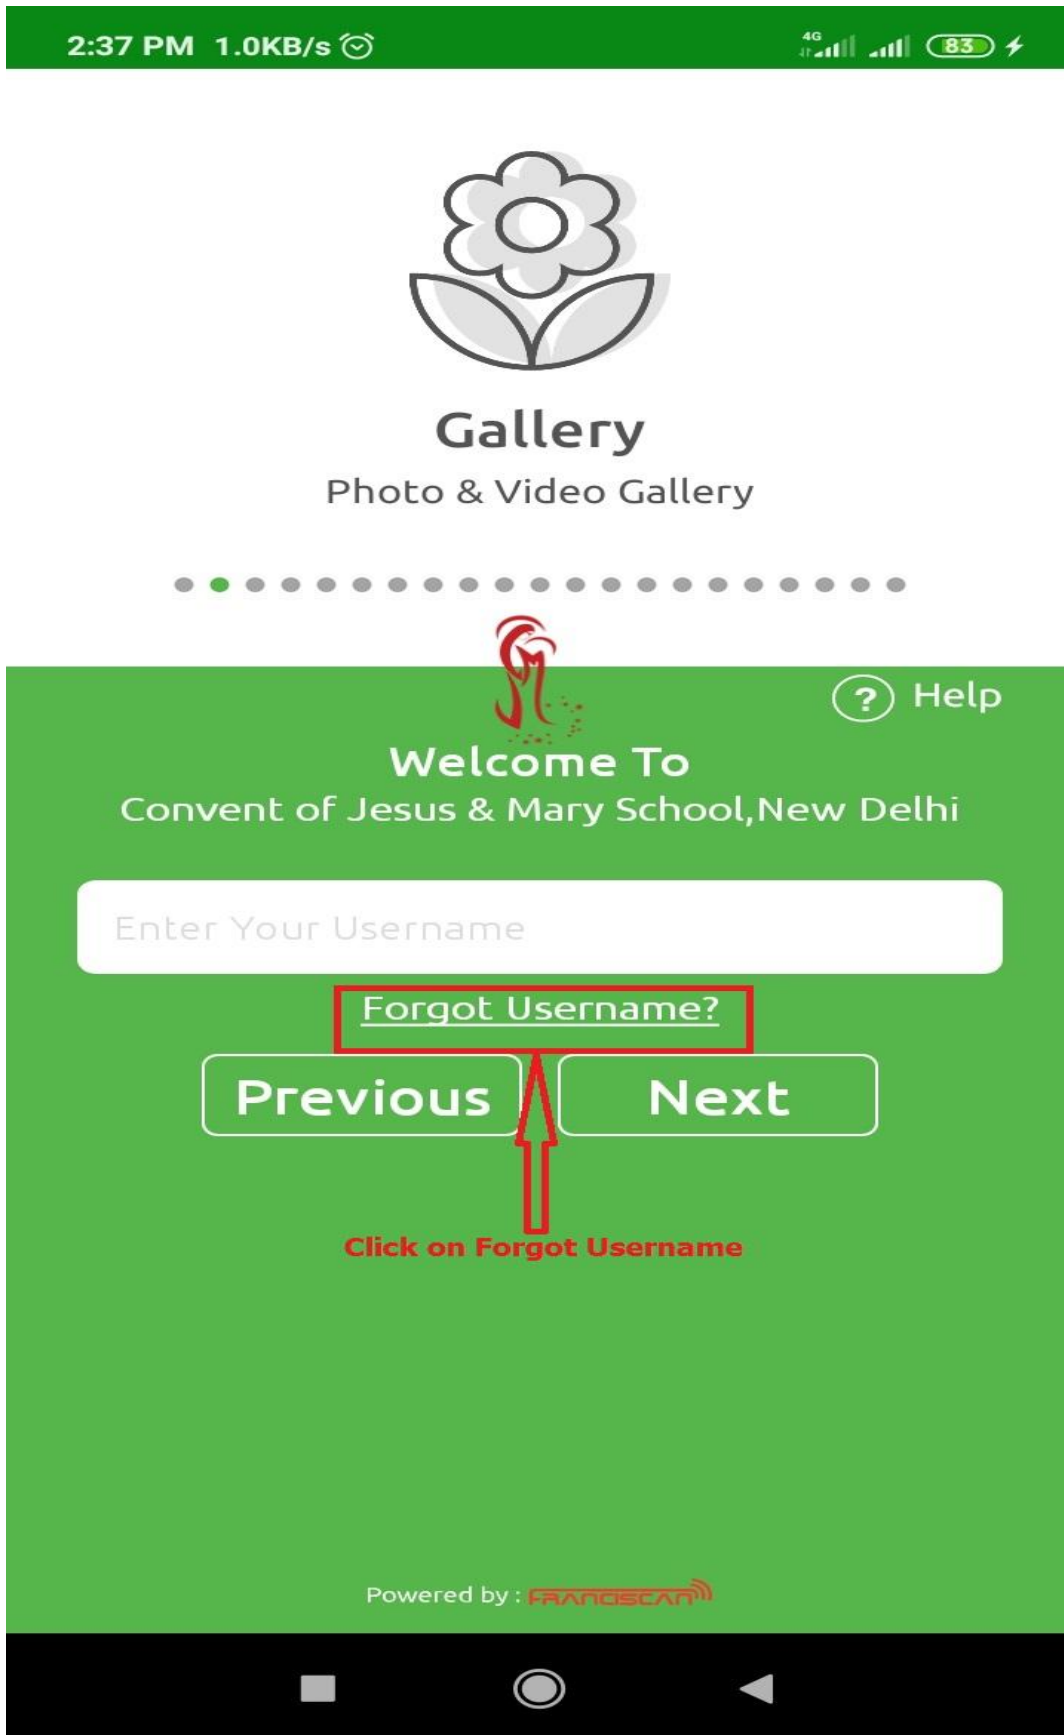 2:37 PM 1.0KB/s 4G 83
Gallery
Photo & Video Gallery
? Help
Welcome To
Convent of Jesus & Mary School,New Delhi
Enter Your Username
Forgot Username?
Previous Next
Click on Forgot Username
Powered by : FRANCISCAN